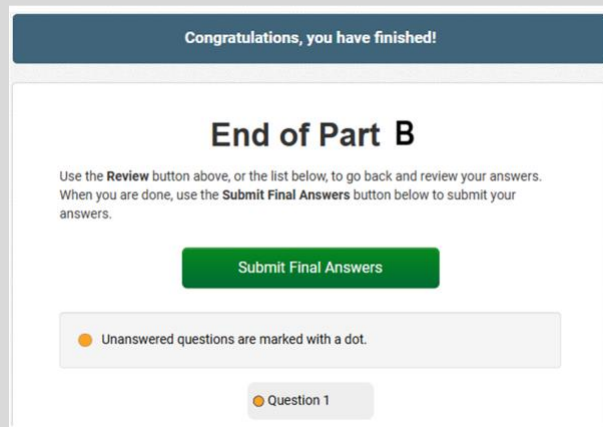 Congratulations, you have finished!
End of Part B
Use the Review button above, or the list below, to go back and review your answers.
When you are done, use the Submit Final Answers button below to submit your
answers.
Submit Final Answers
Unanswered questions are marked with a dot.
Question 1